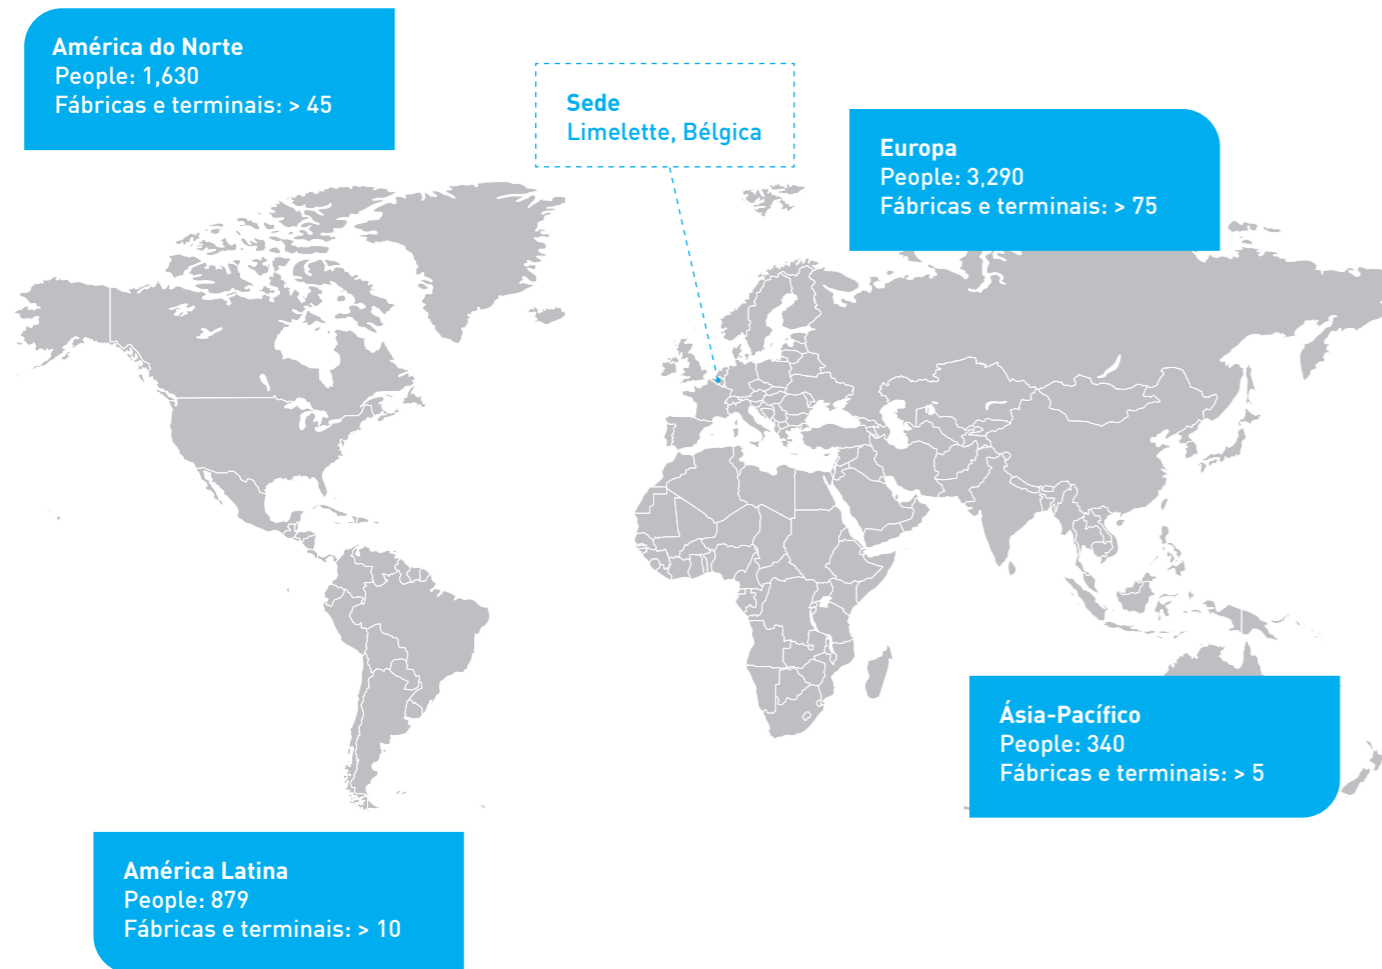 América do Norte
People: 1,630
Fábricas e terminais: > 45
Sede
Limelette, Bélgica
Europa
People: 3,290
Fábricas e terminais: > 75
Ásia-Pacífico
People: 340
Fábricas e terminais: > 5
América Latina
People: 879
Fábricas e terminais: > 10